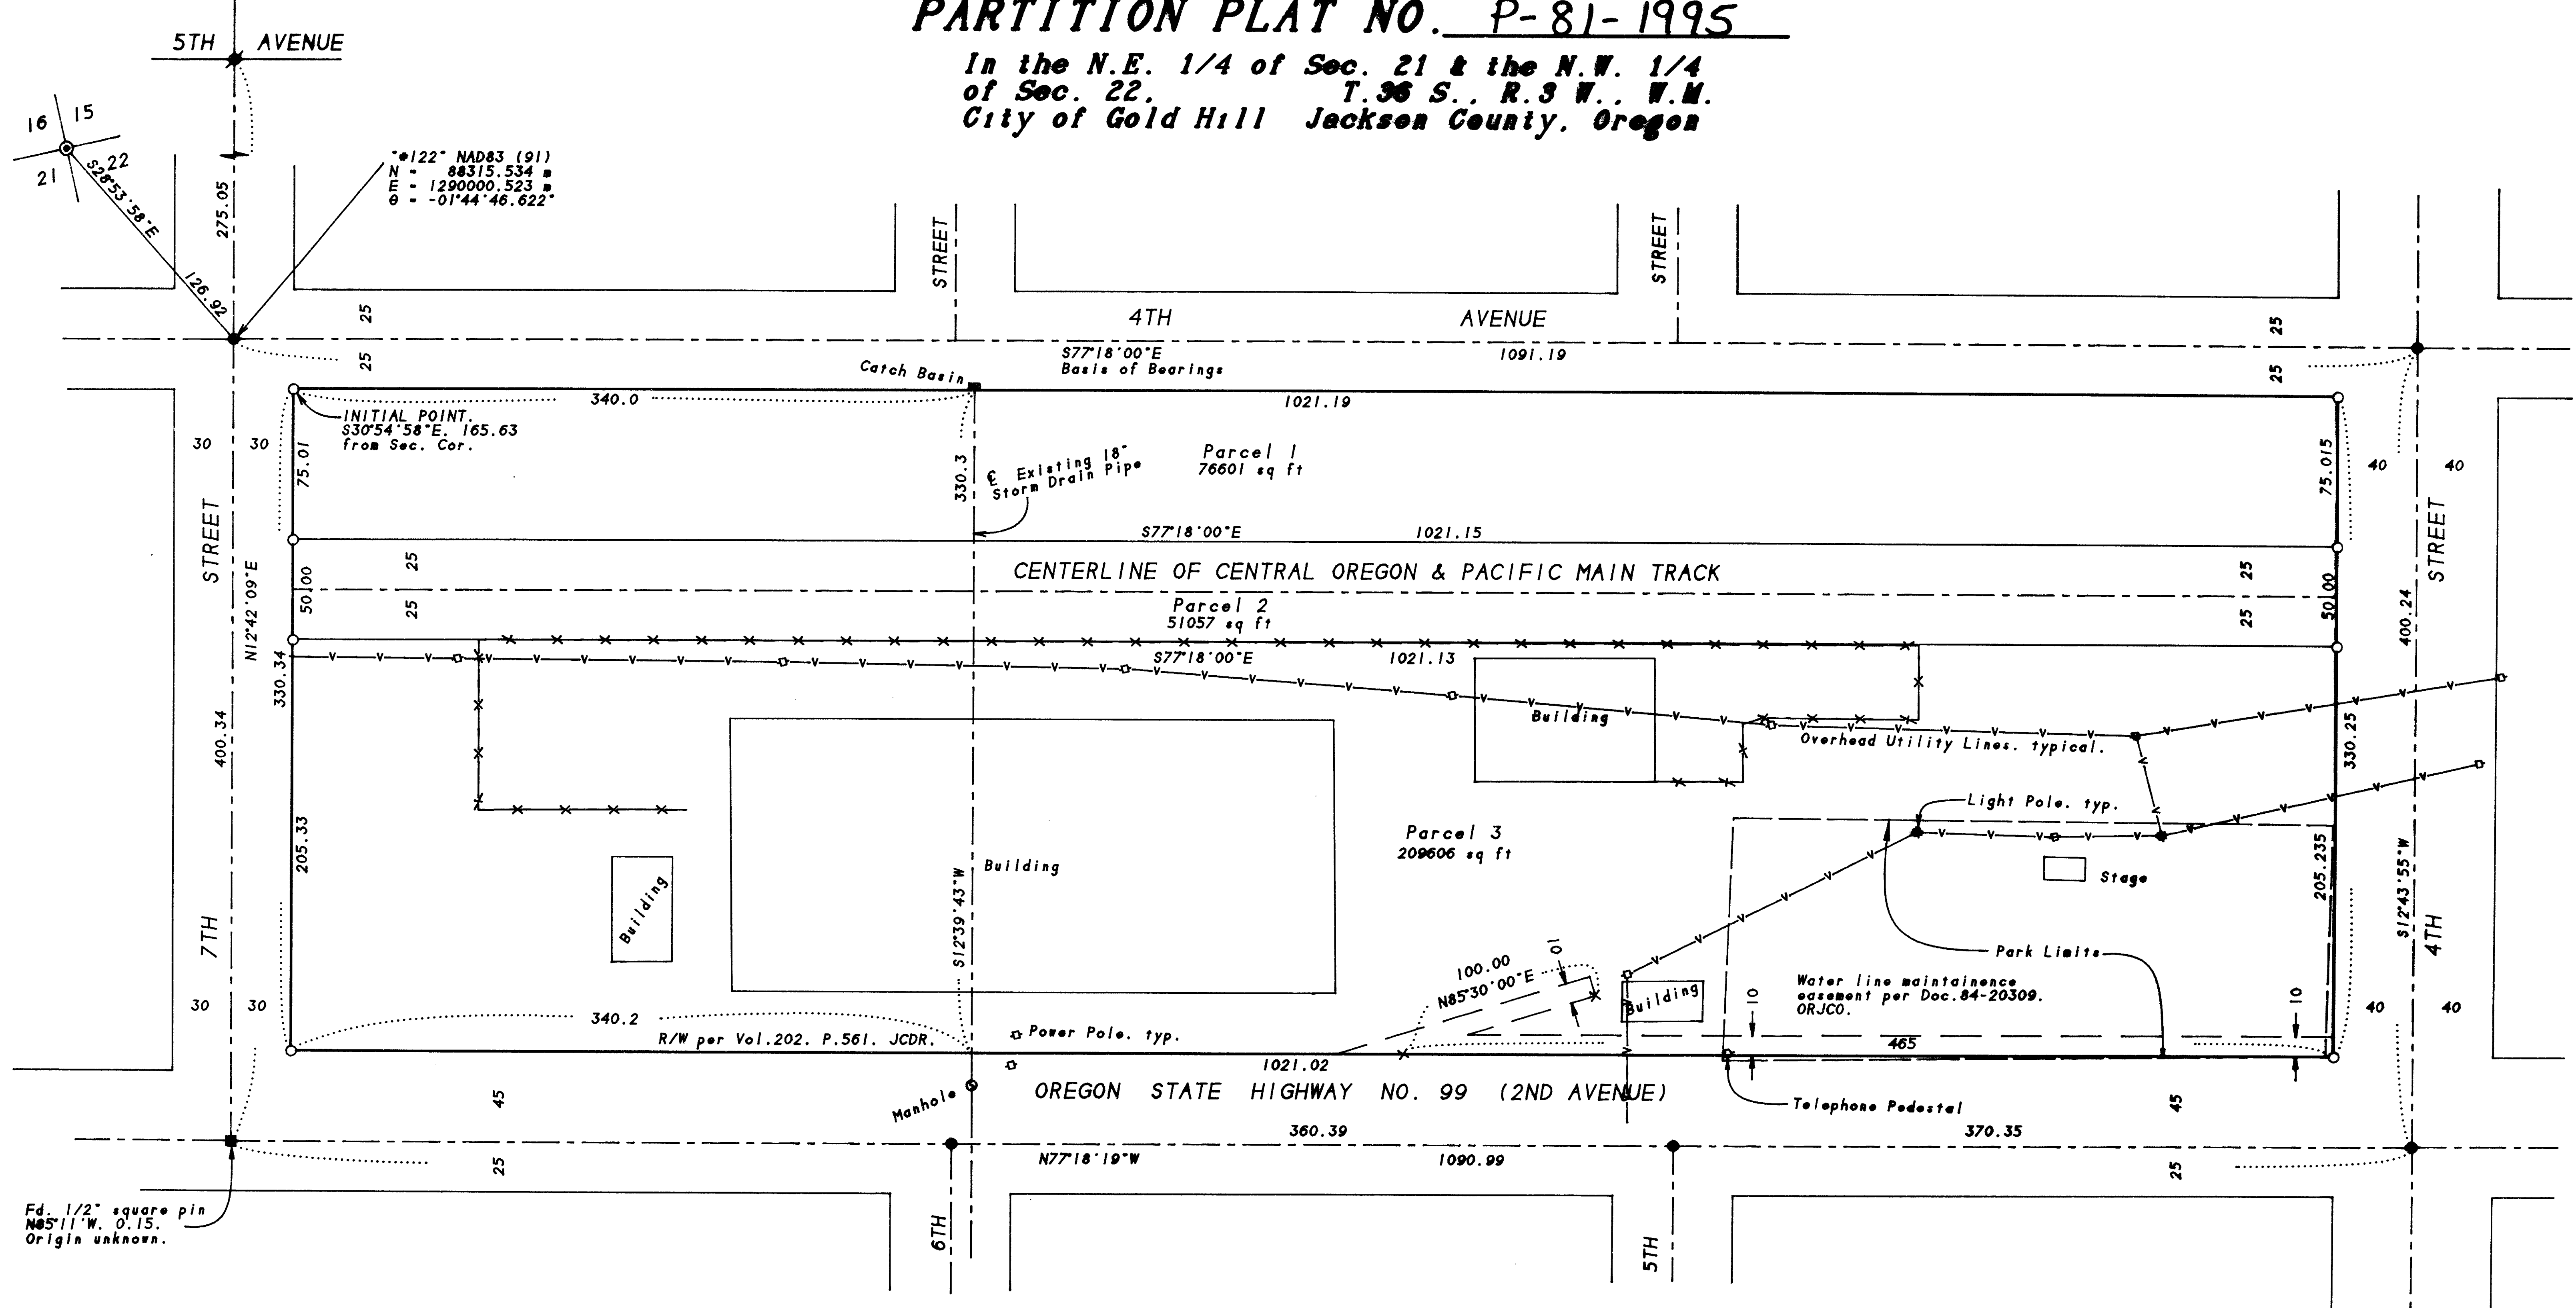 PARTITION PLAT NO. P-81-1995
In the N.E. 1/4 of Sec. 21 & the N.W. 1/4
of Sec. 22, T.36 S., R.3 W., W.M.
City of Gold Hill Jackson County, Oregon
5TH AVENUE
16 15
21 22
S28°53'58"E
126.92
275.05
"#122" NAD83 (91)
N = 88315.534 m
E = 1290000.523 m
θ = -01°44'46.622"
STREET
STREET
25
25
4TH AVENUE
25
25
S77°18'00"E 1091.19
Basis of Bearings
Catch Basin
340.0
1021.19
INITIAL POINT,
S30°54'58"E, 165.63
from Sec. Cor.
30 30
75.01
330.3
℄ Existing 18"
Storm Drain Pipe
Parcel 1
76601 sq ft
75.015
40 40
STREET
N12°42'09"E
50.00
25
25
S77°18'00"E 1021.15
CENTERLINE OF CENTRAL OREGON & PACIFIC MAIN TRACK
Parcel 2
51057 sq ft
25
25
50.00
400.24
STREET
330.34
S77°18'00"E 1021.13
400.34
Building
Overhead Utility Lines, typical.
330.25
205.33
Light Pole, typ.
Parcel 3
209606 sq ft
Building
Building
S12°39'43"W
Stage
205.235
S12°43'55"W
7TH
4TH
Park Limits
100.00
N85°30'00"E
10
Building
Water line maintainence
easement per Doc.84-20309,
ORJCO.
30 30
340.2
R/W per Vol.202, P.561, JCDR.
Power Pole, typ.
10
10
465
40 40
1021.02
Manhole
OREGON STATE HIGHWAY NO. 99 (2ND AVENUE)
Telephone Pedestal
45
45
360.39
370.35
N77°18'19"W 1090.99
25
25
Fd. 1/2" square pin
N85°11'W, 0.15.
Origin unknown.
6TH
5TH